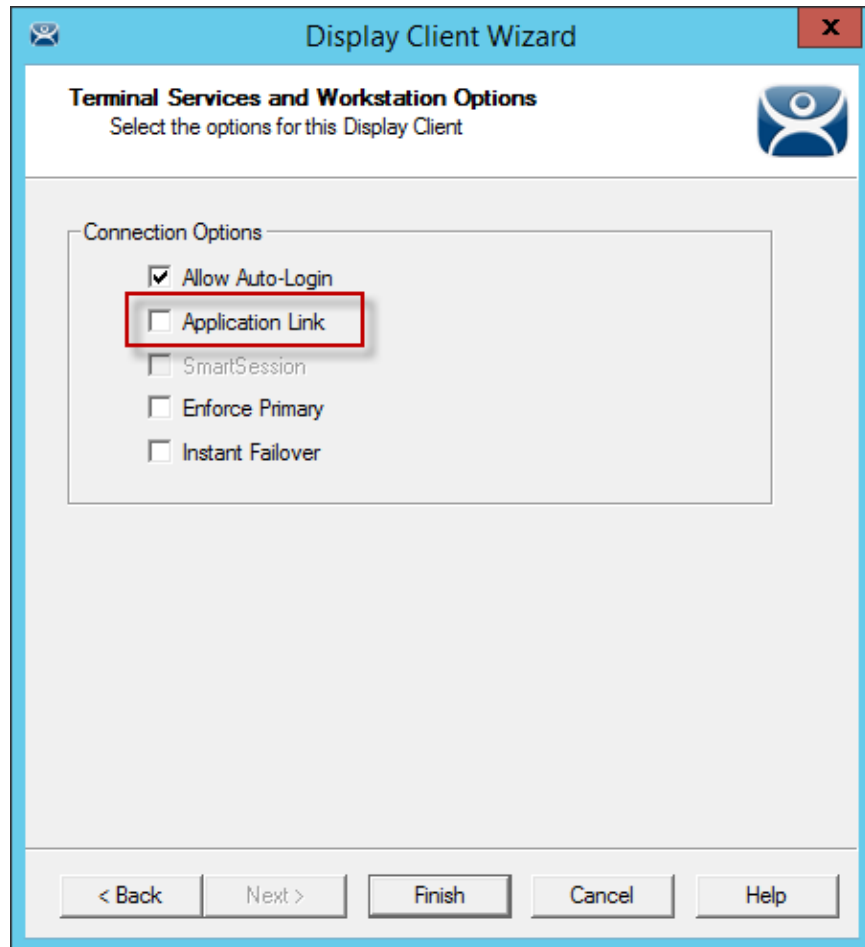 Display Client Wizard
x
Terminal Services and Workstation Options
Select the options for this Display Client
Connection Options
Allow Auto-Login
Application Link
SmartSession
Enforce Primary
Instant Failover
< Back Next > Finish Cancel Help